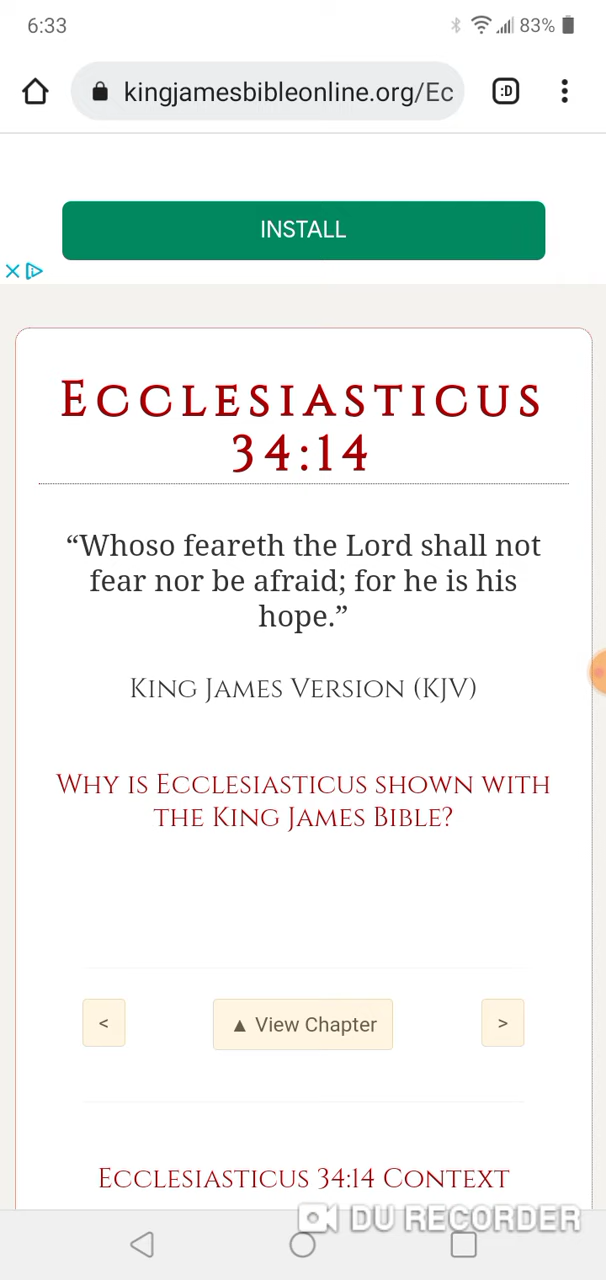 6:33
83%
kingjamesbibleonline.org/Ec
:D
INSTALL
Ecclesiasticus
34:14
“Whoso feareth the Lord shall not
fear nor be afraid; for he is his
hope.”
King James Version (KJV)
Why is Ecclesiasticus shown with
the King James Bible?
<
▲ View Chapter
>
Ecclesiasticus 34:14 Context
DU RECORDER